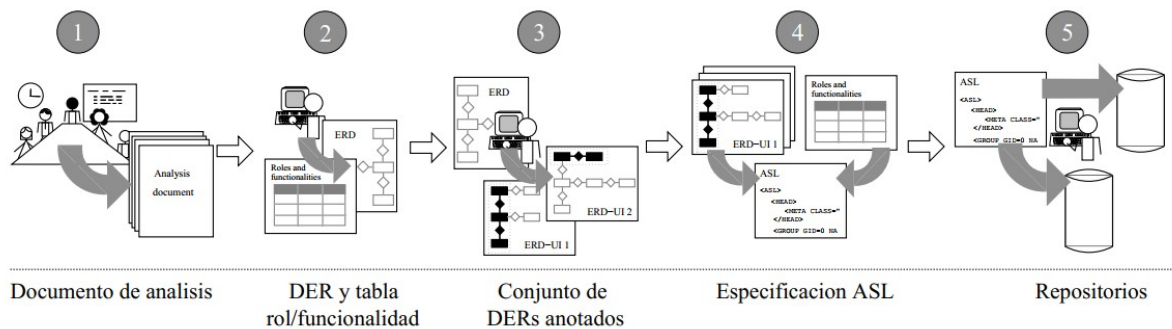 1
2
3
4
5
Analysis
document
ERD
Roles and
functionalities
ERD
ERD-UI 2
ERD-UI 1
ERD-UI 1
Roles and
functionalities
ASL
<ASL>
<HEAD>
<META CLASS="
</HEAD>
<GROUP GID=0 NA
ASL
<ASL>
<HEAD>
<META CLASS="
</HEAD>
<GROUP GID=0 NA
Documento de analisis
DER y tabla
rol/funcionalidad
Conjunto de
DERs anotados
Especificacion ASL
Repositorios